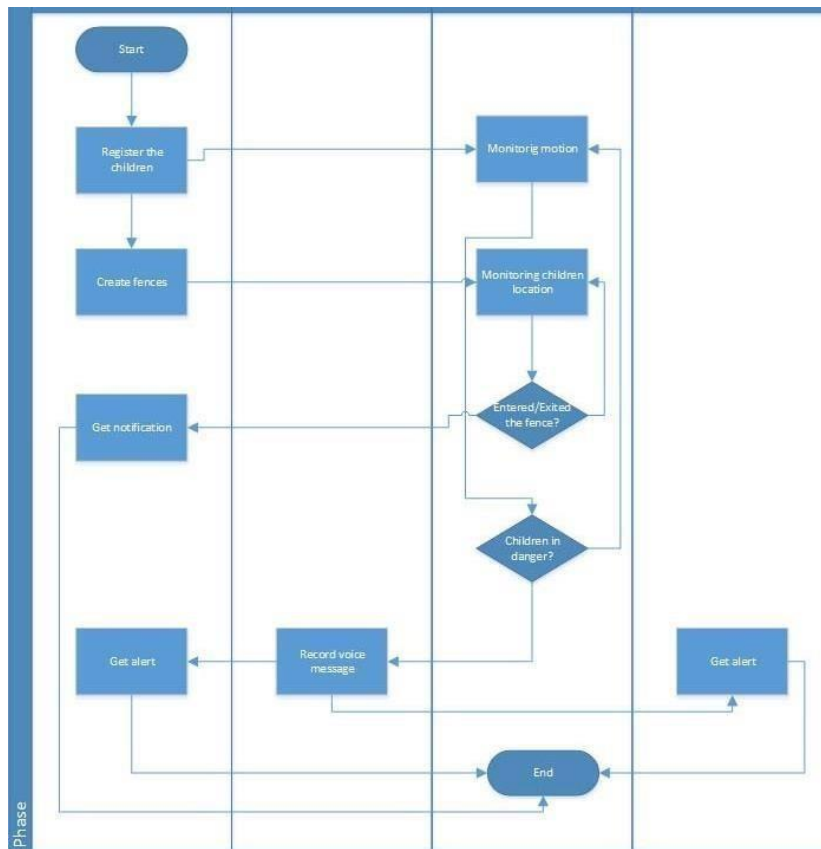 Start
Register the
children
Monitorig motion
Create fences
Monitoring children
location
Get notification
Entered/Exited
the fence?
Children in
danger?
Get alert
Record voice
message
Get alert
End
Phase